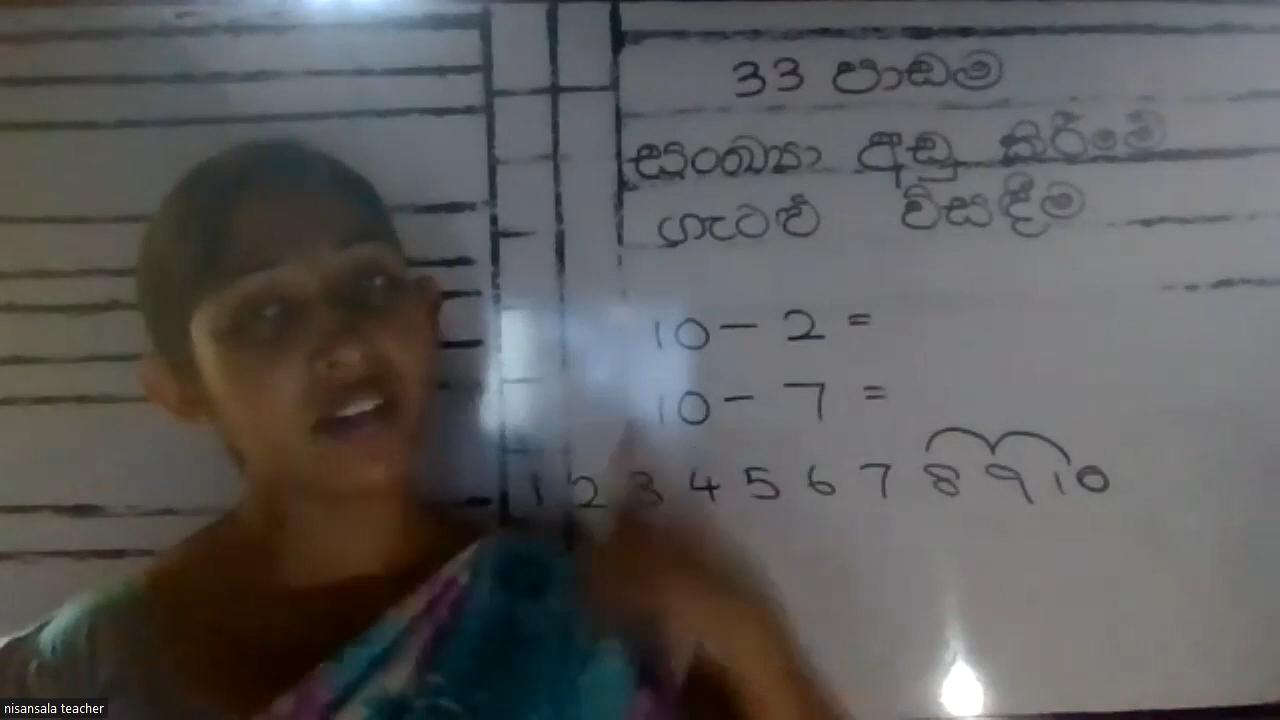 33 පාඩම
සංඛ්‍යා අඩු කිරීමේ
ගැටළු විසඳීම
10 - 2 =
10 - 7 =
1 2 3 4 5 6 7 8 9 10
nisansala teacher